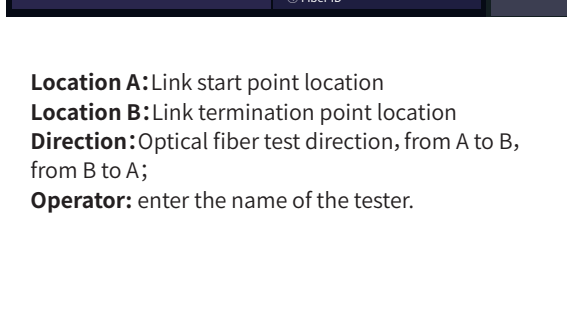 Location A：Link start point location
Location B：Link termination point location
Direction：Optical fiber test direction，from A to B，
from B to A；
Operator: enter the name of the tester.